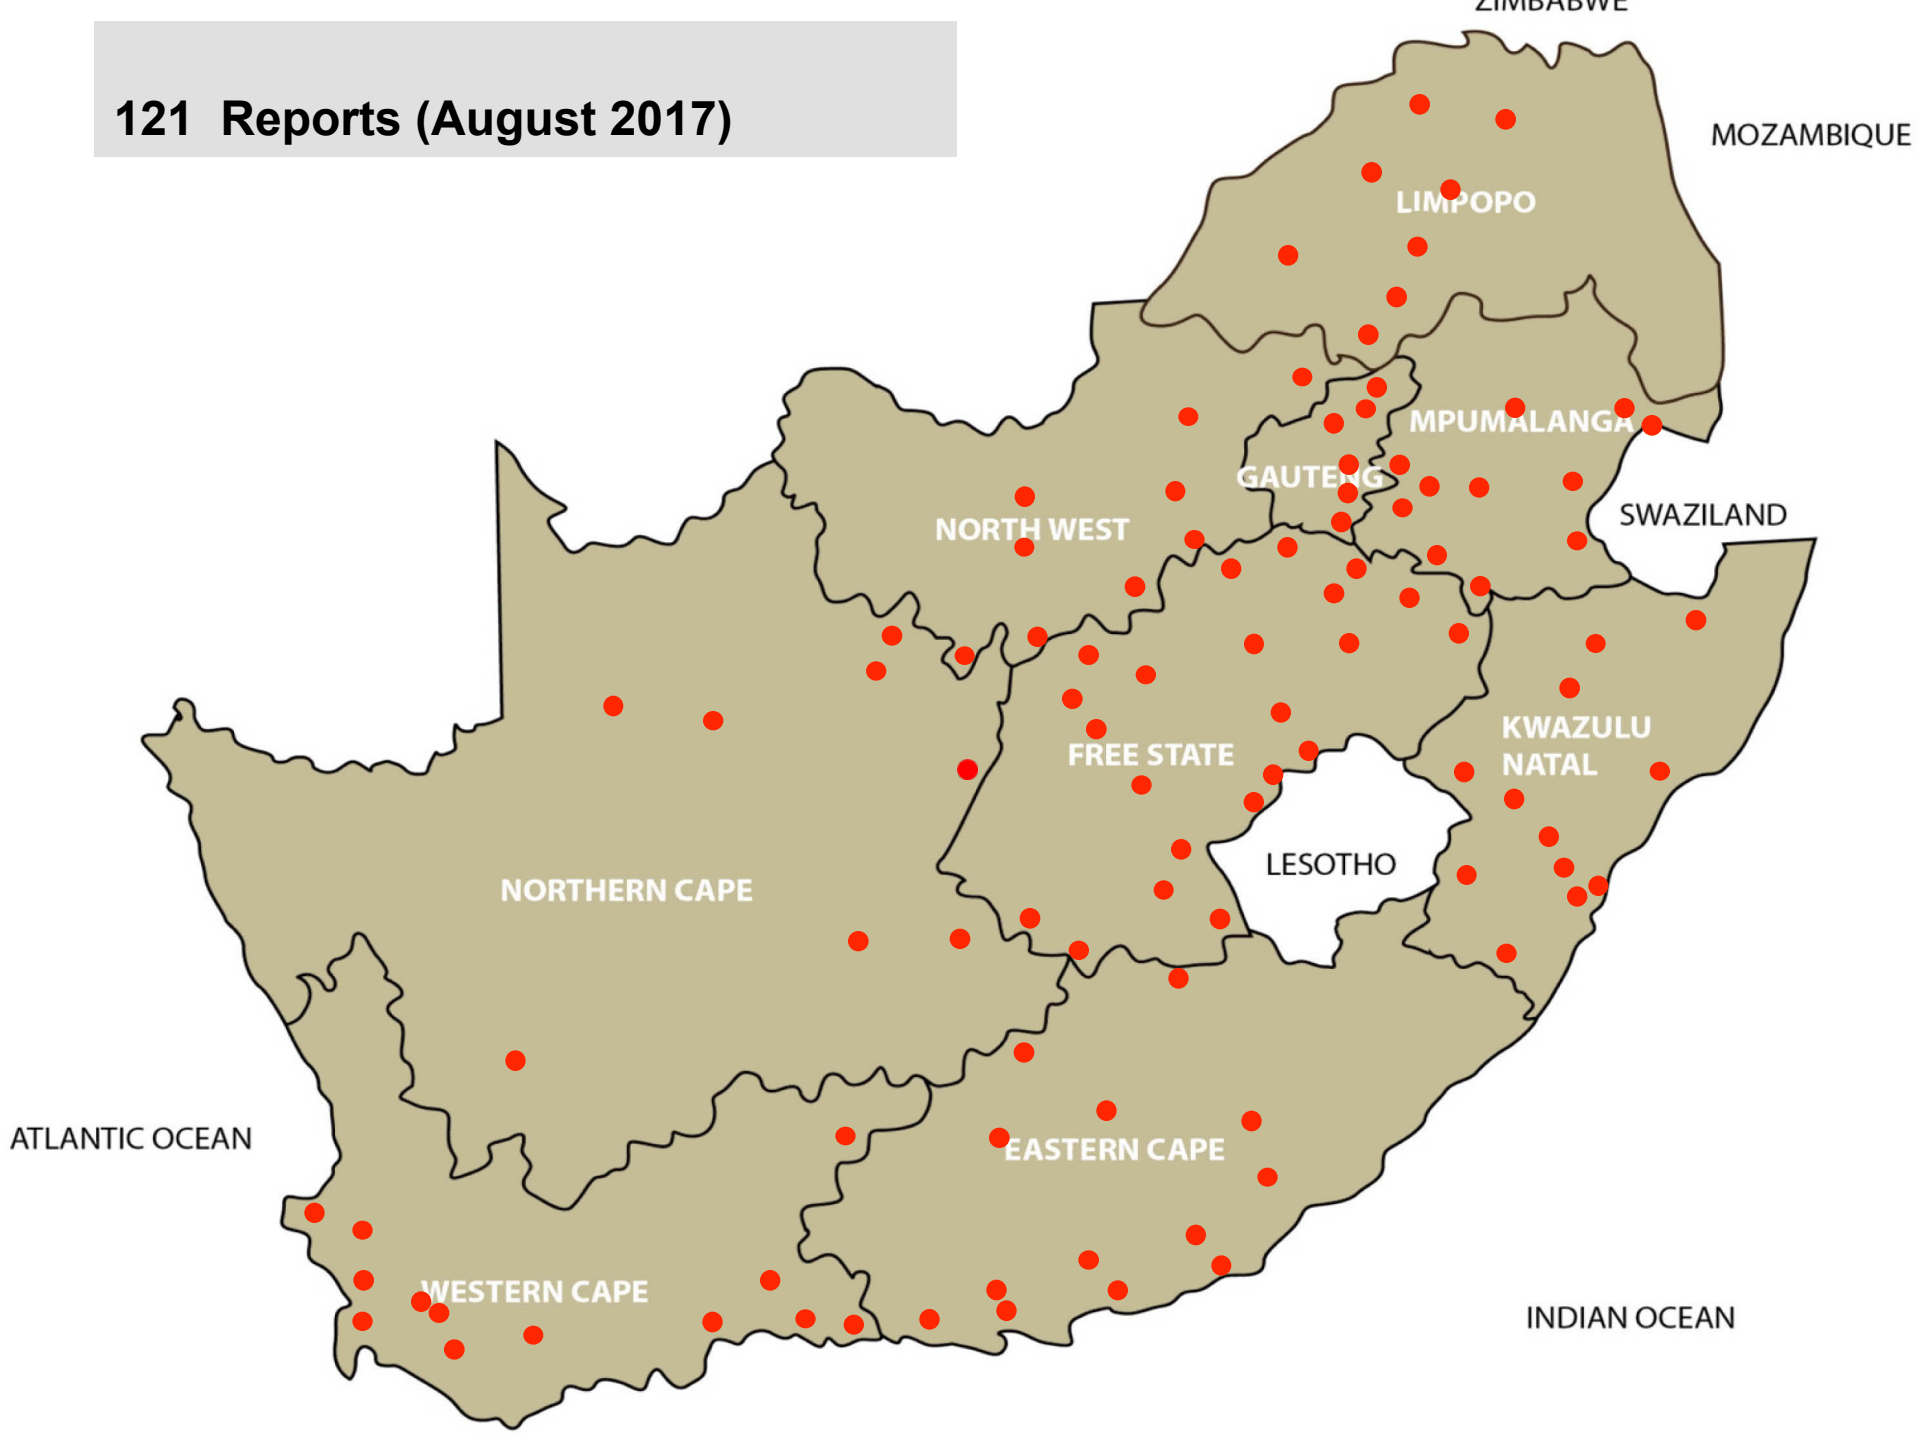 ZIMBABWE
121  Reports (August 2017)
MOZAMBIQUE
LIMPOPO
MPUMALANGA
GAUTENG
SWAZILAND
NORTH WEST
KWAZULU
NATAL
FREE STATE
LESOTHO
NORTHERN CAPE
ATLANTIC OCEAN
EASTERN CAPE
WESTERN CAPE
INDIAN OCEAN